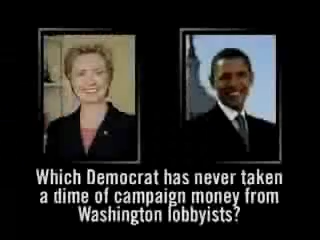 Which Democrat has never taken
a dime of campaign money from
Washington lobbyists?